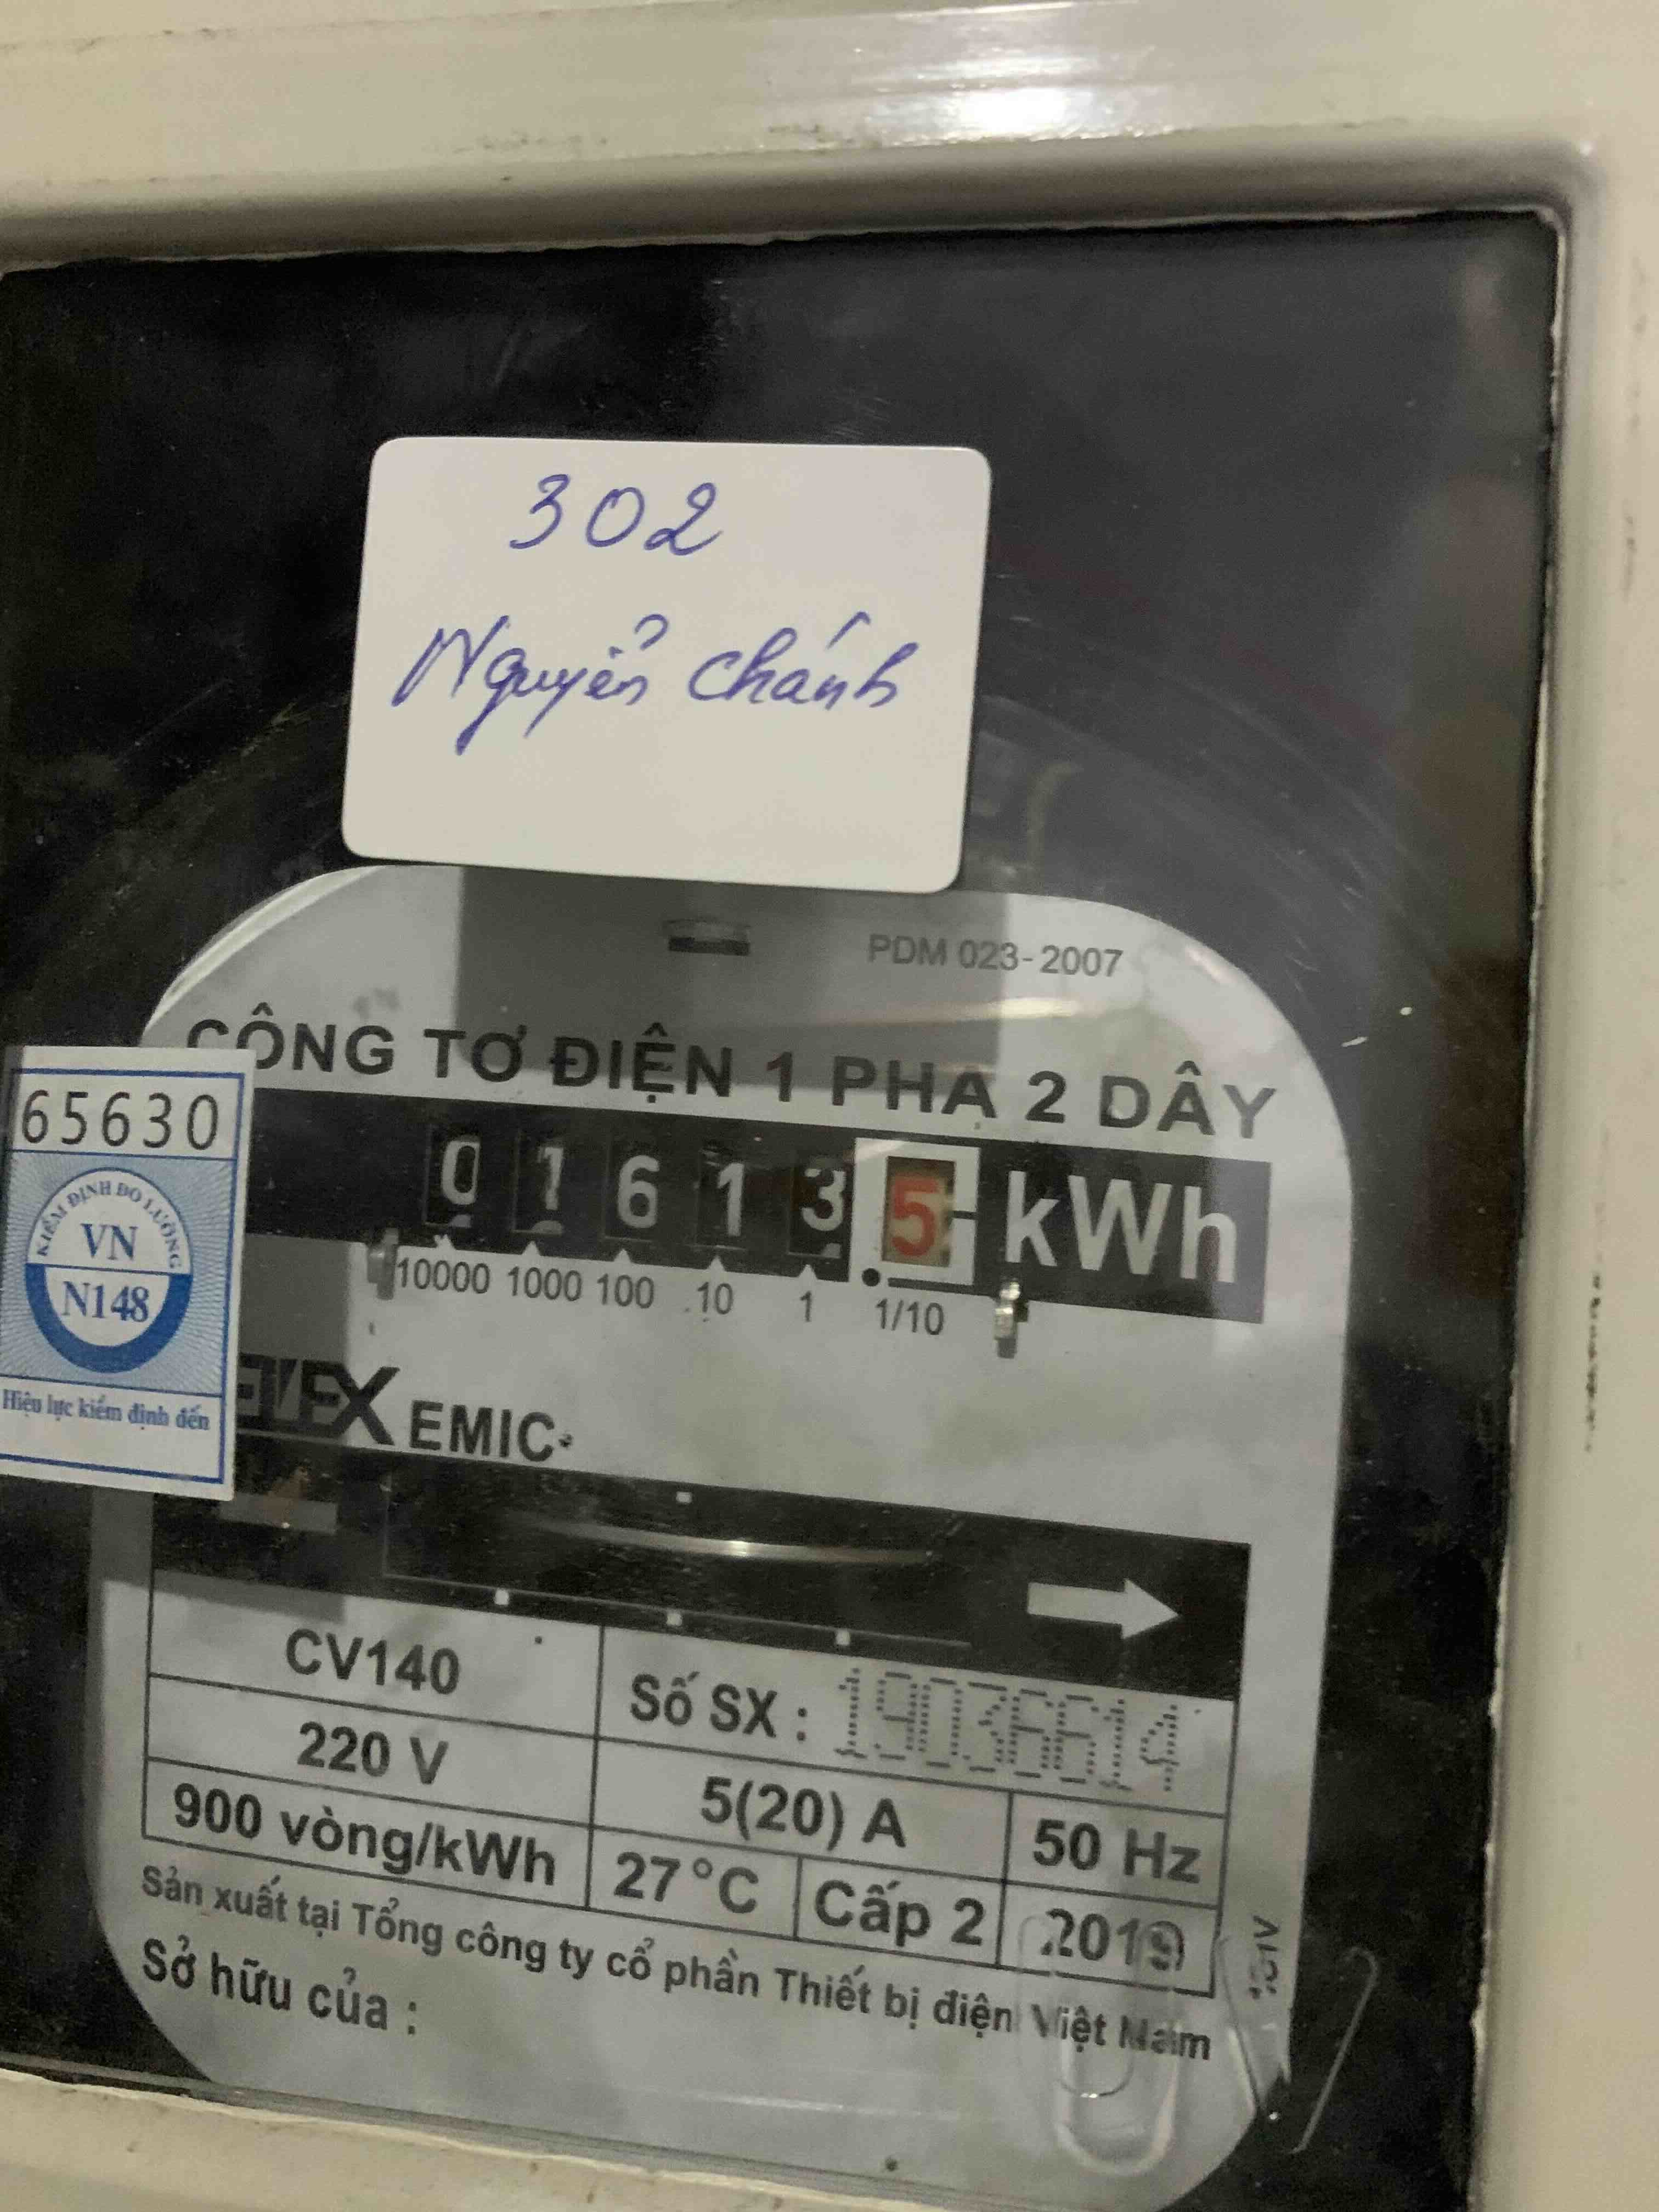 302
Nguyễn Chánh
PDM 023-2007
CÔNG TƠ ĐIỆN 1 PHA 2 DÂY
65630
KIỂM ĐỊNH ĐO LƯỜNG
VN
N148
Hiệu lực kiểm định đến
0 1 6 1 3 . 5 kWh
10000 1000 100 10 1 1/10
EMIC
CV140
Số SX : 19036614
220 V
5(20) A
50 Hz
900 vòng/kWh
27°C
Cấp 2
2019
Sản xuất tại Tổng công ty cổ phần Thiết bị điện Việt Nam
Sở hữu của :